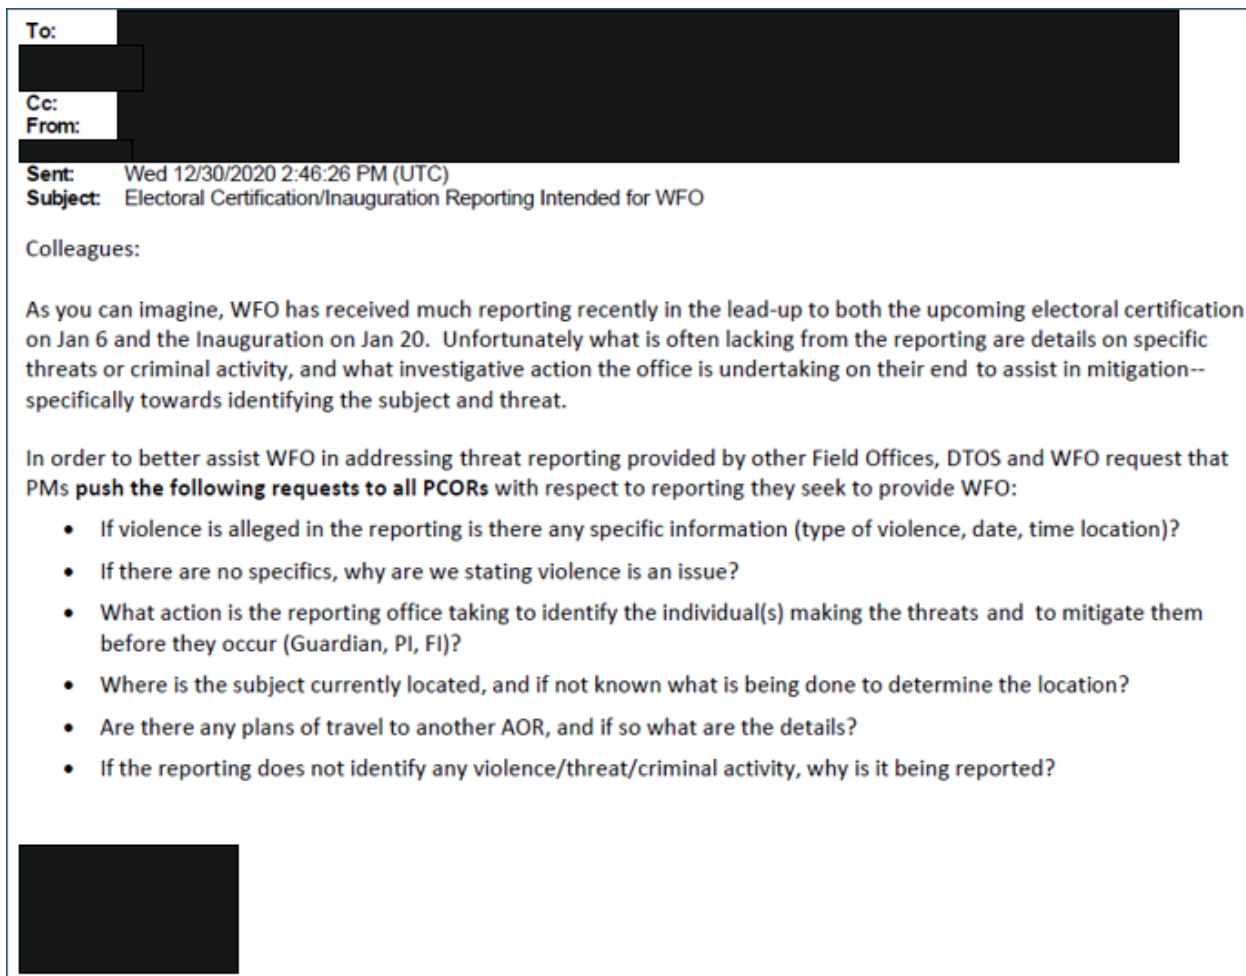 To:
Cc:
From:
Sent: Wed 12/30/2020 2:46:26 PM (UTC)
Subject: Electoral Certification/Inauguration Reporting Intended for WFO
Colleagues:
As you can imagine, WFO has received much reporting recently in the lead-up to both the upcoming electoral certification
on Jan 6 and the Inauguration on Jan 20.  Unfortunately what is often lacking from the reporting are details on specific
threats or criminal activity, and what investigative action the office is undertaking on their end to assist in mitigation--
specifically towards identifying the subject and threat.
In order to better assist WFO in addressing threat reporting provided by other Field Offices, DTOS and WFO request that
PMs push the following requests to all PCORs with respect to reporting they seek to provide WFO:
• If violence is alleged in the reporting is there any specific information (type of violence, date, time location)?
• If there are no specifics, why are we stating violence is an issue?
• What action is the reporting office taking to identify the individual(s) making the threats and  to mitigate them
before they occur (Guardian, PI, FI)?
• Where is the subject currently located, and if not known what is being done to determine the location?
• Are there any plans of travel to another AOR, and if so what are the details?
• If the reporting does not identify any violence/threat/criminal activity, why is it being reported?